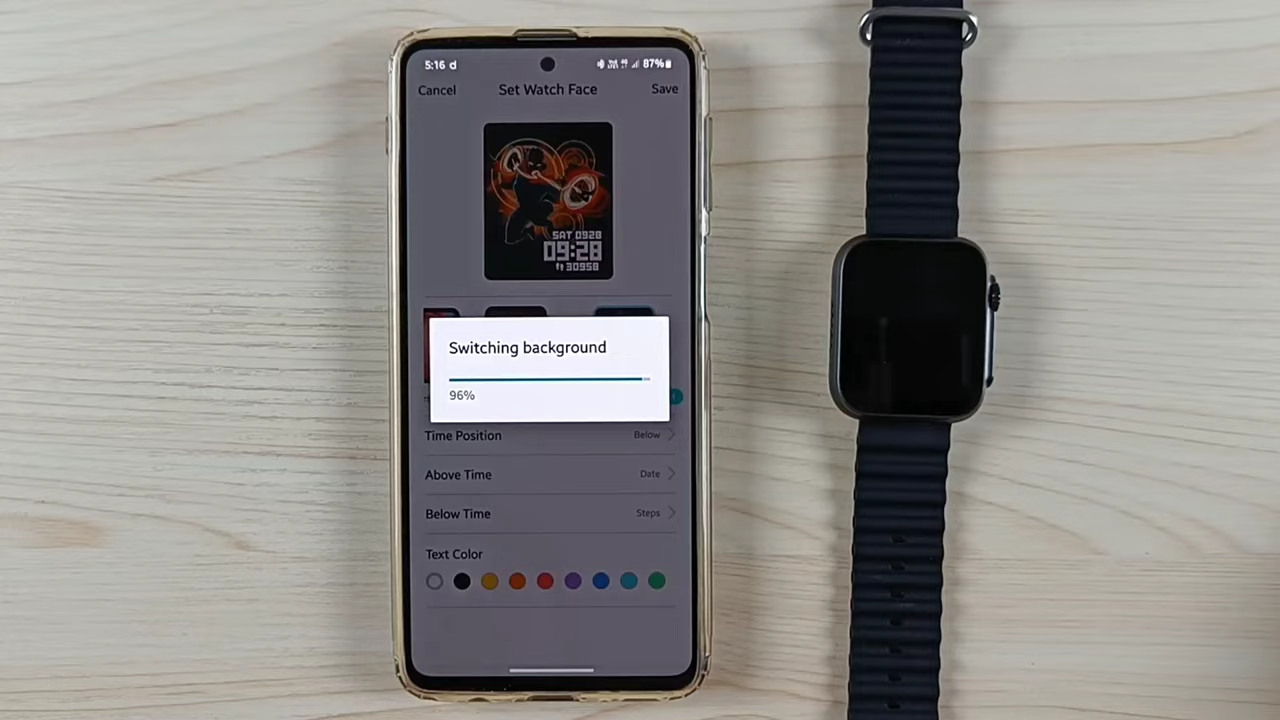 5:16 d
87%
Cancel
Set Watch Face
Save
SAT 0928
09:28
30958
Switching background
96%
Time Position
Below
Above Time
Date
Below Time
Steps
Text Color